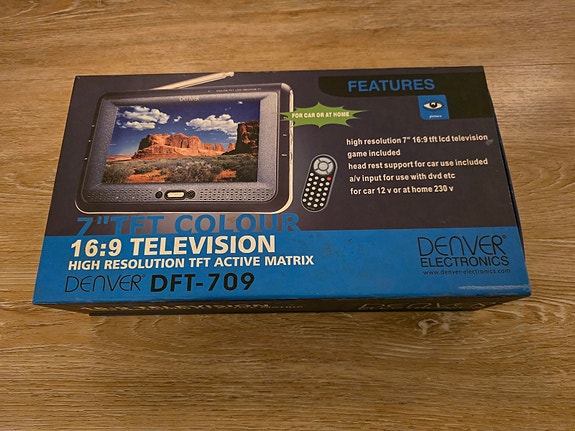 FEATURES
picture
DENVER
FOR CAR OR AT HOME
high resolution 7" 16:9 tft lcd television
game included
head rest support for car use included
a/v input for use with dvd etc
for car 12 v or at home 230 v
7"TFT COLOUR
16:9 TELEVISION
HIGH RESOLUTION TFT ACTIVE MATRIX
DENVER® DFT-709
DENVER®
ELECTRONICS
www.denver-electronics.com